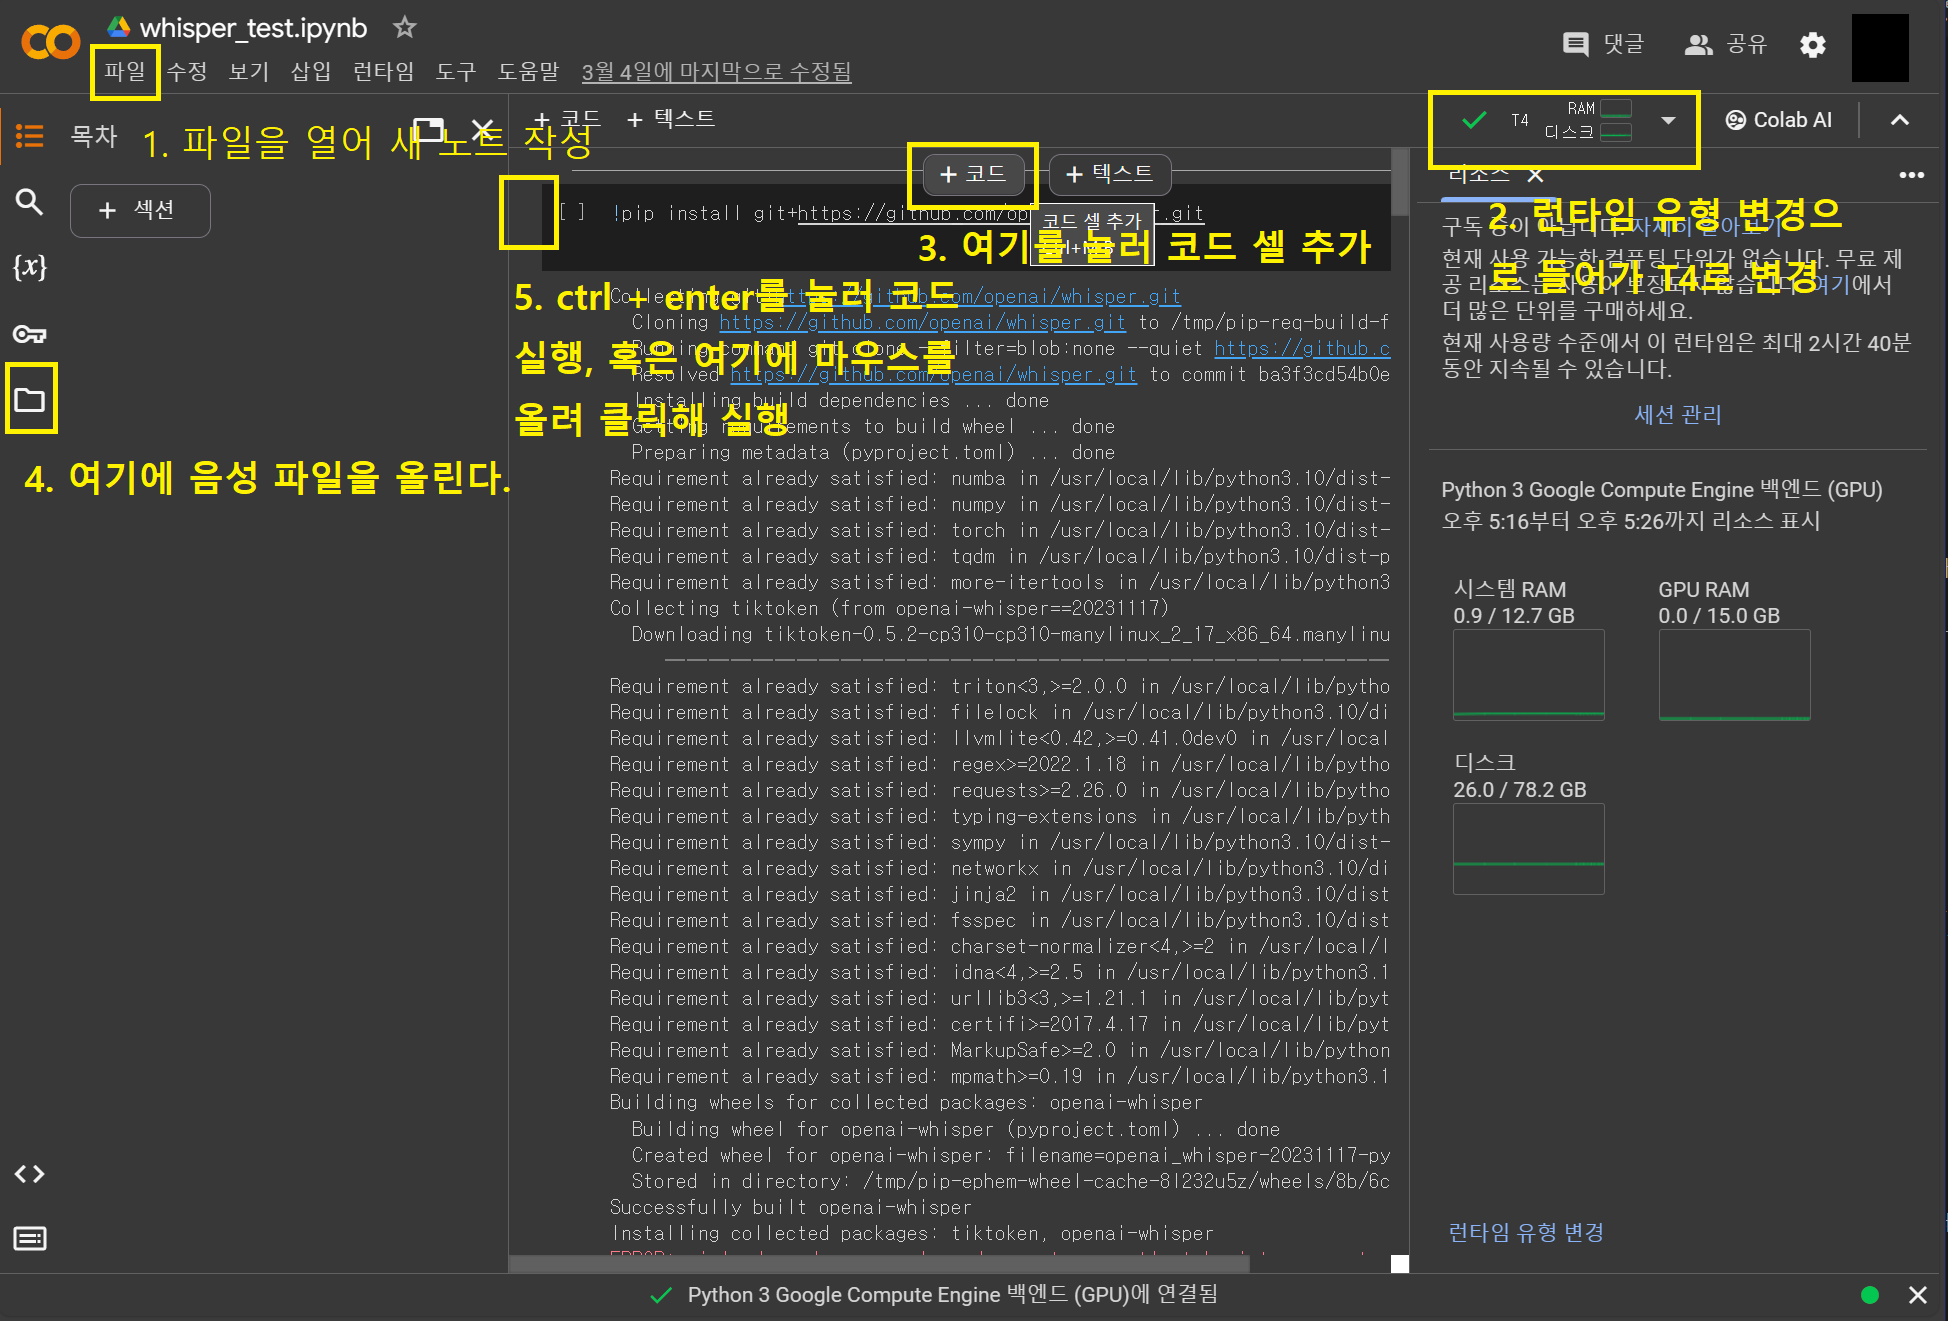 whisper_test.ipynb
파일 수정 보기 삽입 런타임 도구 도움말 3월 4일에 마지막으로 수정됨
댓글 공유
목차
1. 파일을 열어 새 노트 작성
+ 코드 + 텍스트
T4 RAM 디스크
Colab AI
+ 섹션
+ 코드 + 텍스트
[ ] !pip install git+https://github.com/op er.git
코드 셀 추가
3. 여기를 눌러 코드 셀 추가
리소스
2. 런타임 유형 변경으
로 들어가 T4로 변경
구독 중이 아닙니다. 자세히 알아보기
현재 사용 가능한 컴퓨팅 단위가 없습니다. 무료 제
공 리소스는 사용이 보장되지 않습니다. 여기에서
더 많은 단위를 구매하세요.
현재 사용량 수준에서 이 런타임은 최대 2시간 40분
동안 지속될 수 있습니다.
세션 관리
Python 3 Google Compute Engine 백엔드 (GPU)
오후 5:16부터 오후 5:26까지 리소스 표시
시스템 RAM
0.9 / 12.7 GB
GPU RAM
0.0 / 15.0 GB
디스크
26.0 / 78.2 GB
런타임 유형 변경
4. 여기에 음성 파일을 올린다.
5. ctrl + enter를 눌러 코드
실행, 혹은 여기에 마우스를
올려 클릭해 실행
Collecting git+https://github.com/openai/whisper.git
Cloning https://github.com/openai/whisper.git to /tmp/pip-req-build-f
Running command git clone --filter=blob:none --quiet https://github.c
Resolved https://github.com/openai/whisper.git to commit ba3f3cd54b0e
Installing build dependencies ... done
Getting requirements to build wheel ... done
Preparing metadata (pyproject.toml) ... done
Requirement already satisfied: numba in /usr/local/lib/python3.10/dist-
Requirement already satisfied: numpy in /usr/local/lib/python3.10/dist-
Requirement already satisfied: torch in /usr/local/lib/python3.10/dist-
Requirement already satisfied: tqdm in /usr/local/lib/python3.10/dist-p
Requirement already satisfied: more-itertools in /usr/local/lib/python3
Collecting tiktoken (from openai-whisper==20231117)
Downloading tiktoken-0.5.2-cp310-cp310-manylinux_2_17_x86_64.manylinu
Requirement already satisfied: triton<3,>=2.0.0 in /usr/local/lib/pytho
Requirement already satisfied: filelock in /usr/local/lib/python3.10/di
Requirement already satisfied: llvmlite<0.42,>=0.41.0dev0 in /usr/local
Requirement already satisfied: regex>=2022.1.18 in /usr/local/lib/pytho
Requirement already satisfied: requests>=2.26.0 in /usr/local/lib/pytho
Requirement already satisfied: typing-extensions in /usr/local/lib/pyth
Requirement already satisfied: sympy in /usr/local/lib/python3.10/dist-
Requirement already satisfied: networkx in /usr/local/lib/python3.10/di
Requirement already satisfied: jinja2 in /usr/local/lib/python3.10/dist
Requirement already satisfied: fsspec in /usr/local/lib/python3.10/dist
Requirement already satisfied: charset-normalizer<4,>=2 in /usr/local/l
Requirement already satisfied: idna<4,>=2.5 in /usr/local/lib/python3.1
Requirement already satisfied: urllib3<3,>=1.21.1 in /usr/local/lib/pyt
Requirement already satisfied: certifi>=2017.4.17 in /usr/local/lib/pyt
Requirement already satisfied: MarkupSafe>=2.0 in /usr/local/lib/python
Requirement already satisfied: mpmath>=0.19 in /usr/local/lib/python3.1
Building wheels for collected packages: openai-whisper
Building wheel for openai-whisper (pyproject.toml) ... done
Created wheel for openai-whisper: filename=openai_whisper-20231117-py
Stored in directory: /tmp/pip-ephem-wheel-cache-8l232u5z/wheels/8b/6c
Successfully built openai-whisper
Installing collected packages: tiktoken, openai-whisper
Python 3 Google Compute Engine 백엔드 (GPU)에 연결됨